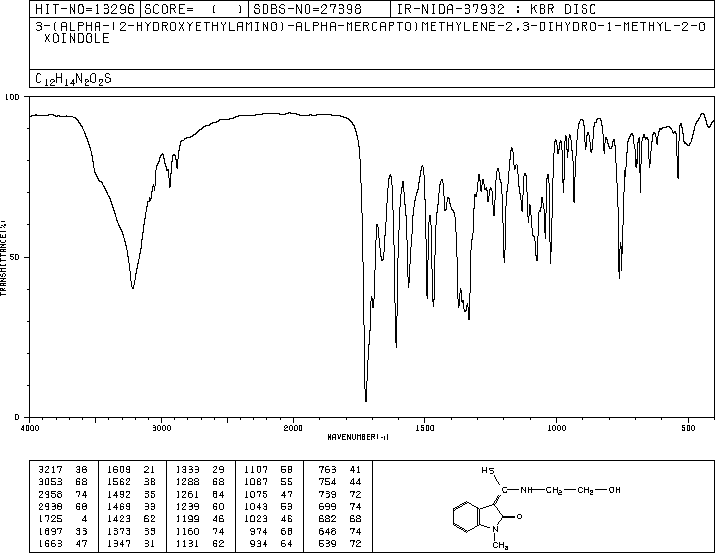 HIT-NO=13296 SCORE= ( ) SDBS-NO=27398 IR-NIDA-37932 : KBR DISC
3-(ALPHA-(2-HYDROXYETHYLAMINO)-ALPHA-MERCAPTO)METHYLENE-2,3-DIHYDRO-1-METHYL-2-O
XOINDOLE
C12H14N2O2S
100
50
0
TRANSMITTANCE(%)
4000 3000 2000 1500 1000 500
WAVENUMBER(-1)
3217 38 1609 21 1333 29 1107 58 763 41
3053 68 1562 38 1288 68 1087 55 754 44
2958 74 1492 35 1261 64 1075 47 739 72
2938 68 1469 33 1239 60 1043 53 699 74
1725 4 1423 62 1199 46 1023 46 682 68
1697 33 1373 33 1160 74 974 68 648 74
1663 47 1347 31 1131 62 934 64 539 72
HS
C NH CH2 CH2 OH
O
N
CH3